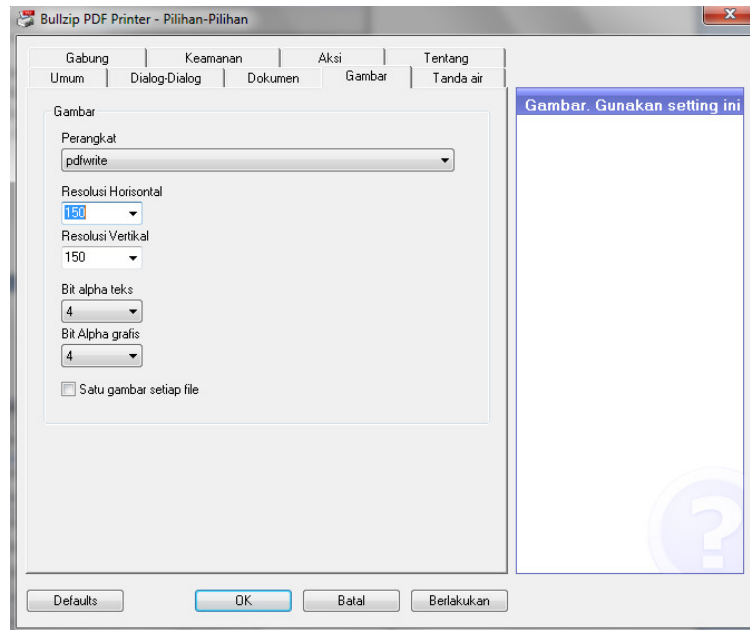 Bullzip PDF Printer - Pilihan-Pilihan
x
Gabung Keamanan Aksi Tentang
Umum Dialog-Dialog Dokumen Gambar Tanda air
Gambar. Gunakan setting ini
Gambar
Perangkat
pdfwrite
Resolusi Horisontal
150
Resolusi Vertikal
150
Bit alpha teks
4
Bit Alpha grafis
4
Satu gambar setiap file
?
Defaults OK Batal Berlakukan